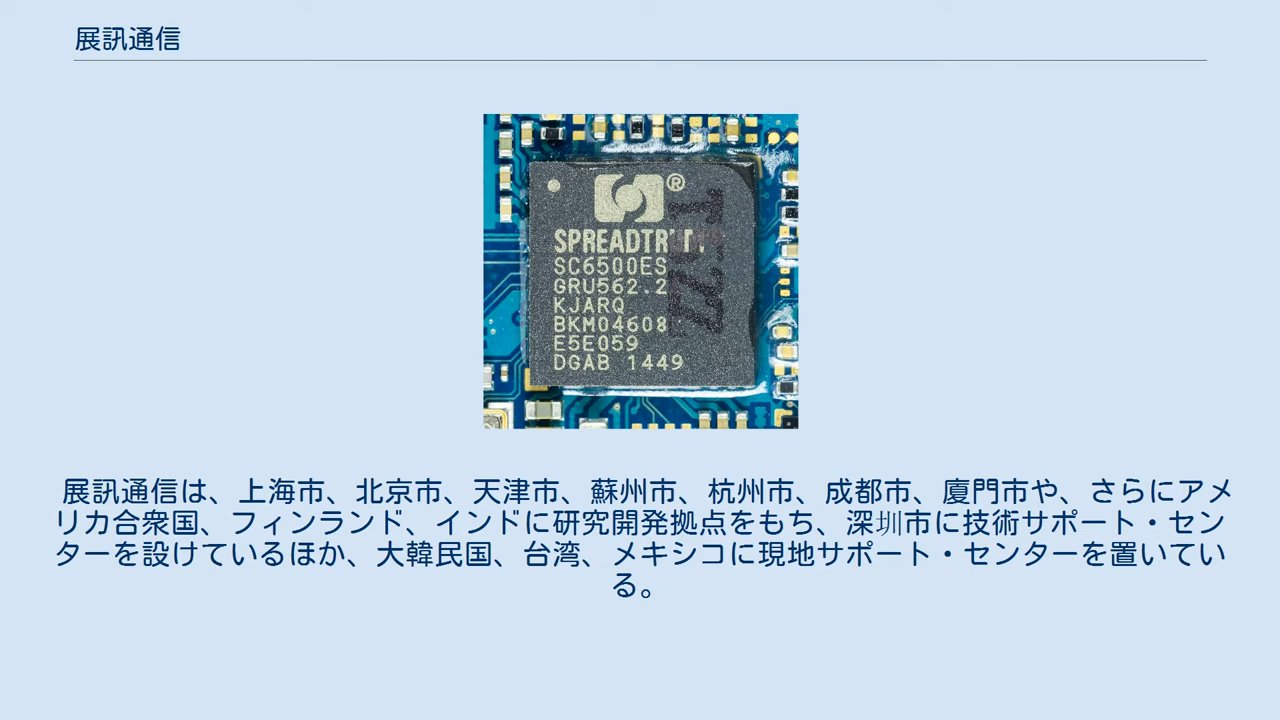 展訊通信
®
SC6500ES
GRU562.2
KJARQ
BKM04608
E5E059
DGAB 1449
展訊通信は、上海市、北京市、天津市、蘇州市、杭州市、成都市、廈門市や、さらにアメ
リカ合衆国、フィンランド、インドに研究開発拠点をもち、深圳市に技術サポート・セン
ターを設けているほか、大韓民国、台湾、メキシコに現地サポート・センターを置いてい
る。